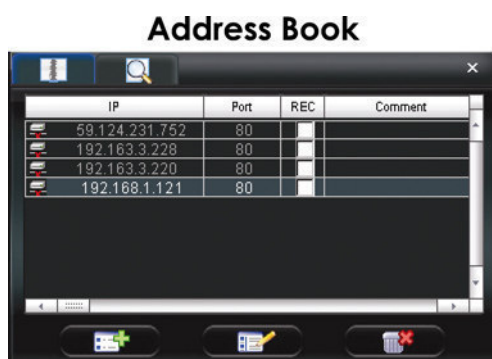 Address Book
IP Port REC Comment
59.124.231.752 80
192.163.3.228 80
192.163.3.220 80
192.168.1.121 80